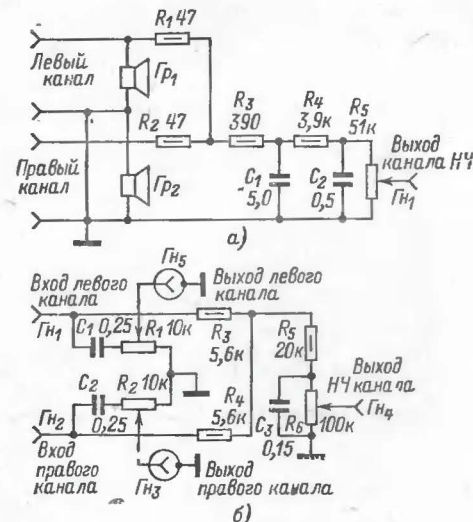 R₁ 47
Левый
канал
Гр₁
R₂ 47
R₃
390
R₄
3,9к
R₅
51к
Выход
канала НЧ
Гн₁
Правый
канал
Гр₂
C₁
5,0
C₂
0,5
а)
Вход левого
канала
Гн₅
Выход левого
канала
Гн₁
C₁ 0,25
R₁ 10к
R₃
5,6к
R₅
20к
C₂
0,25
R₂ 10к
R₄
5,6к
Выход
НЧ канала
Гн₄
Гн₂
C₃
0,15
R₆
100к
Вход
правого
канала
Гн₃
Выход
правого канала
б)